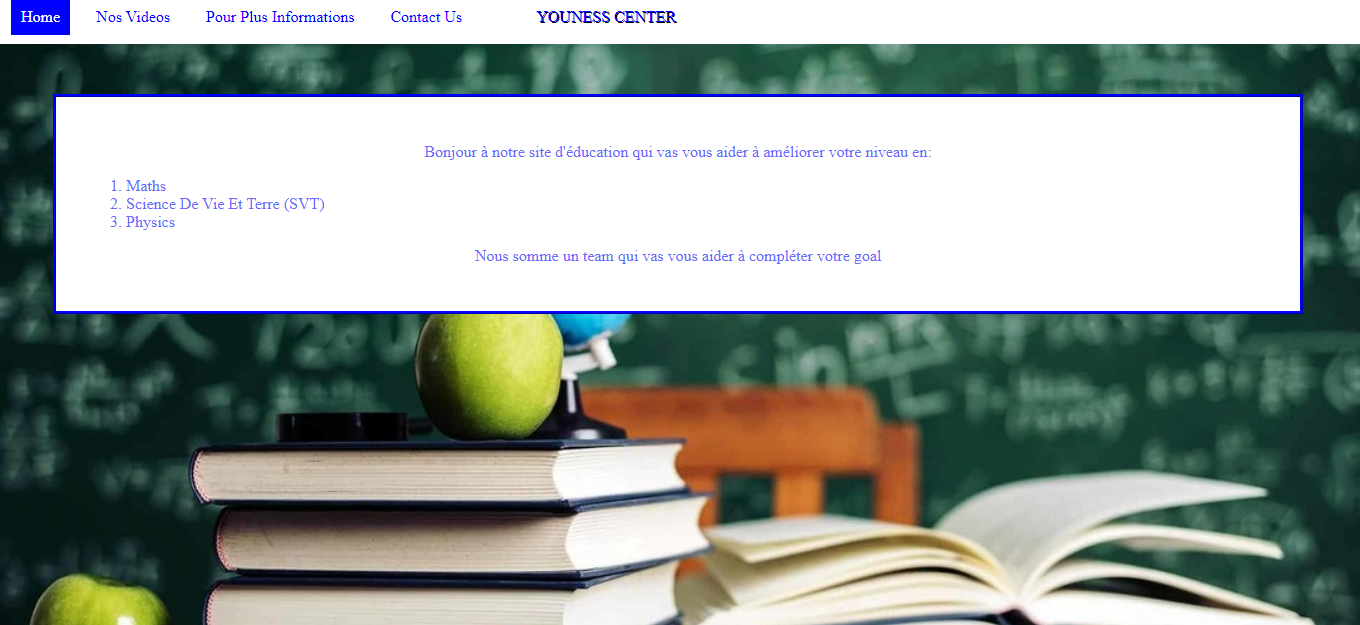 Home Nos Videos Pour Plus Informations Contact Us YOUNESS CENTER
Bonjour à notre site d'éducation qui vas vous aider à améliorer votre niveau en:
1. Maths
2. Science De Vie Et Terre (SVT)
3. Physics
Nous somme un team qui vas vous aider à compléter votre goal